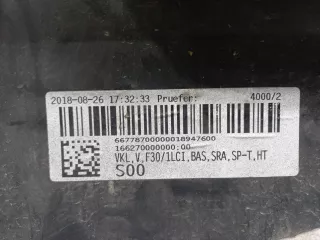 2018-08-26 17:32:33 Pruefer: 4000/2
66778700000018947600
166270000000.00
VKL,V,F30/1LCI,BAS,SRA,SP-T,HT
S00